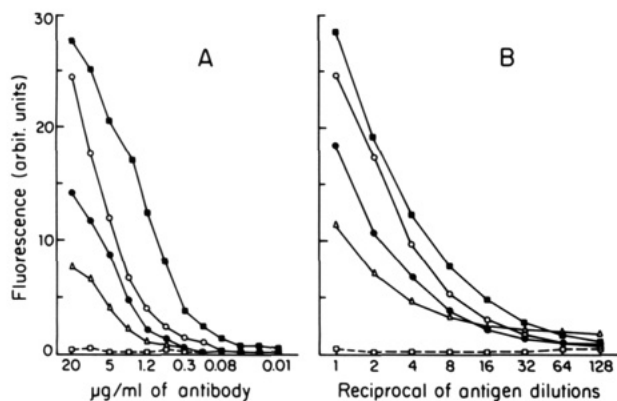 30
20
10
0
Fluorescence (arbit. units)
A
20 5 1.2 0.3 0.08 0.01
µg/ml of antibody
B
1 2 4 8 16 32 64 128
Reciprocal of antigen dilutions